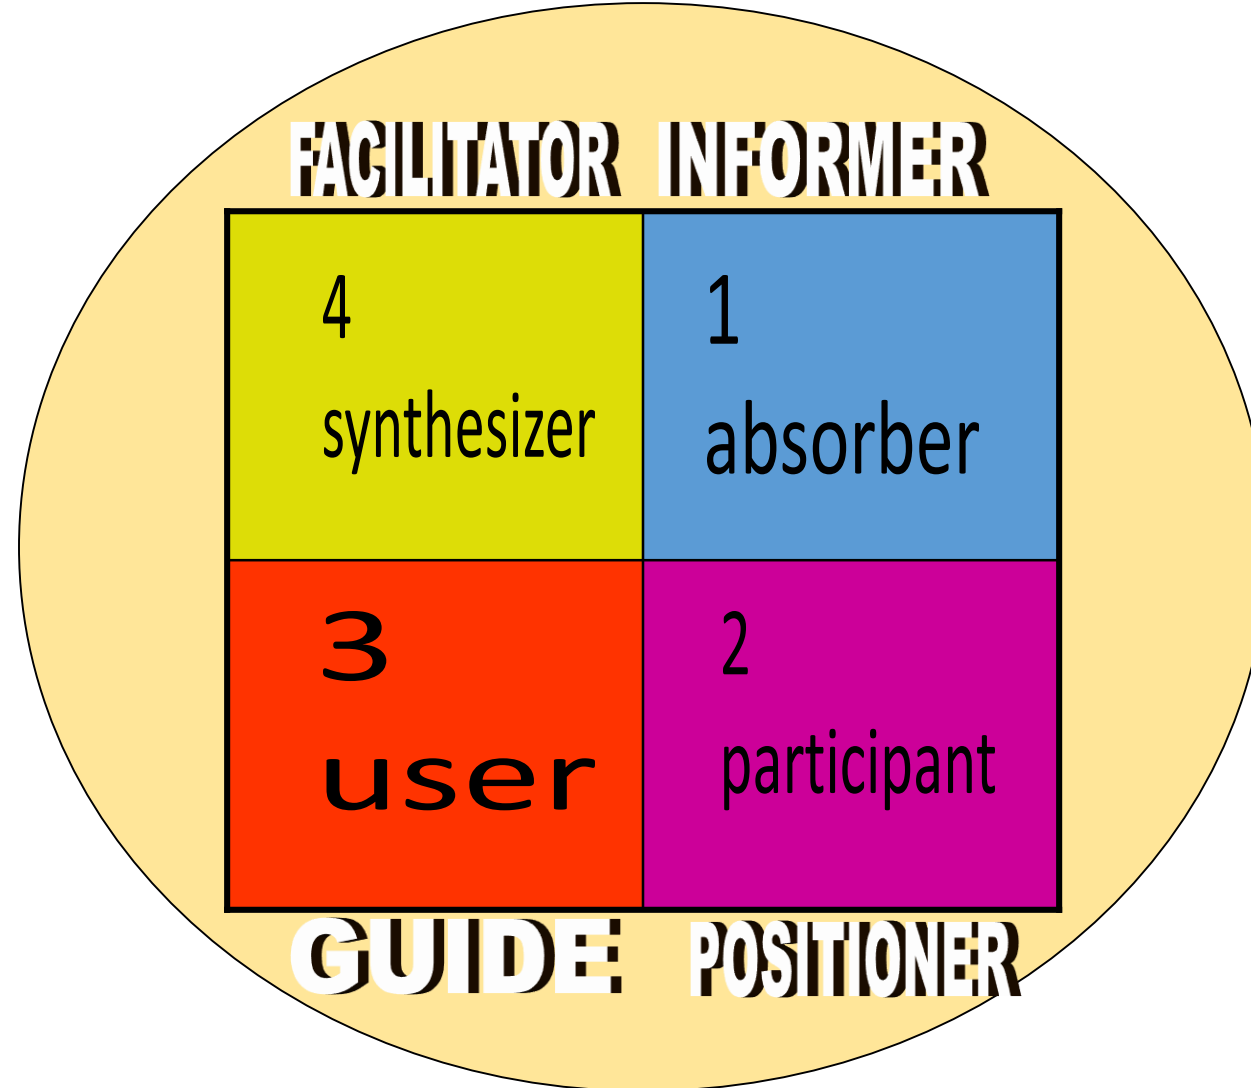 FACILITATOR INFORMER
4
synthesizer
1
absorber
3
user
2
participant
GUIDE POSITIONER